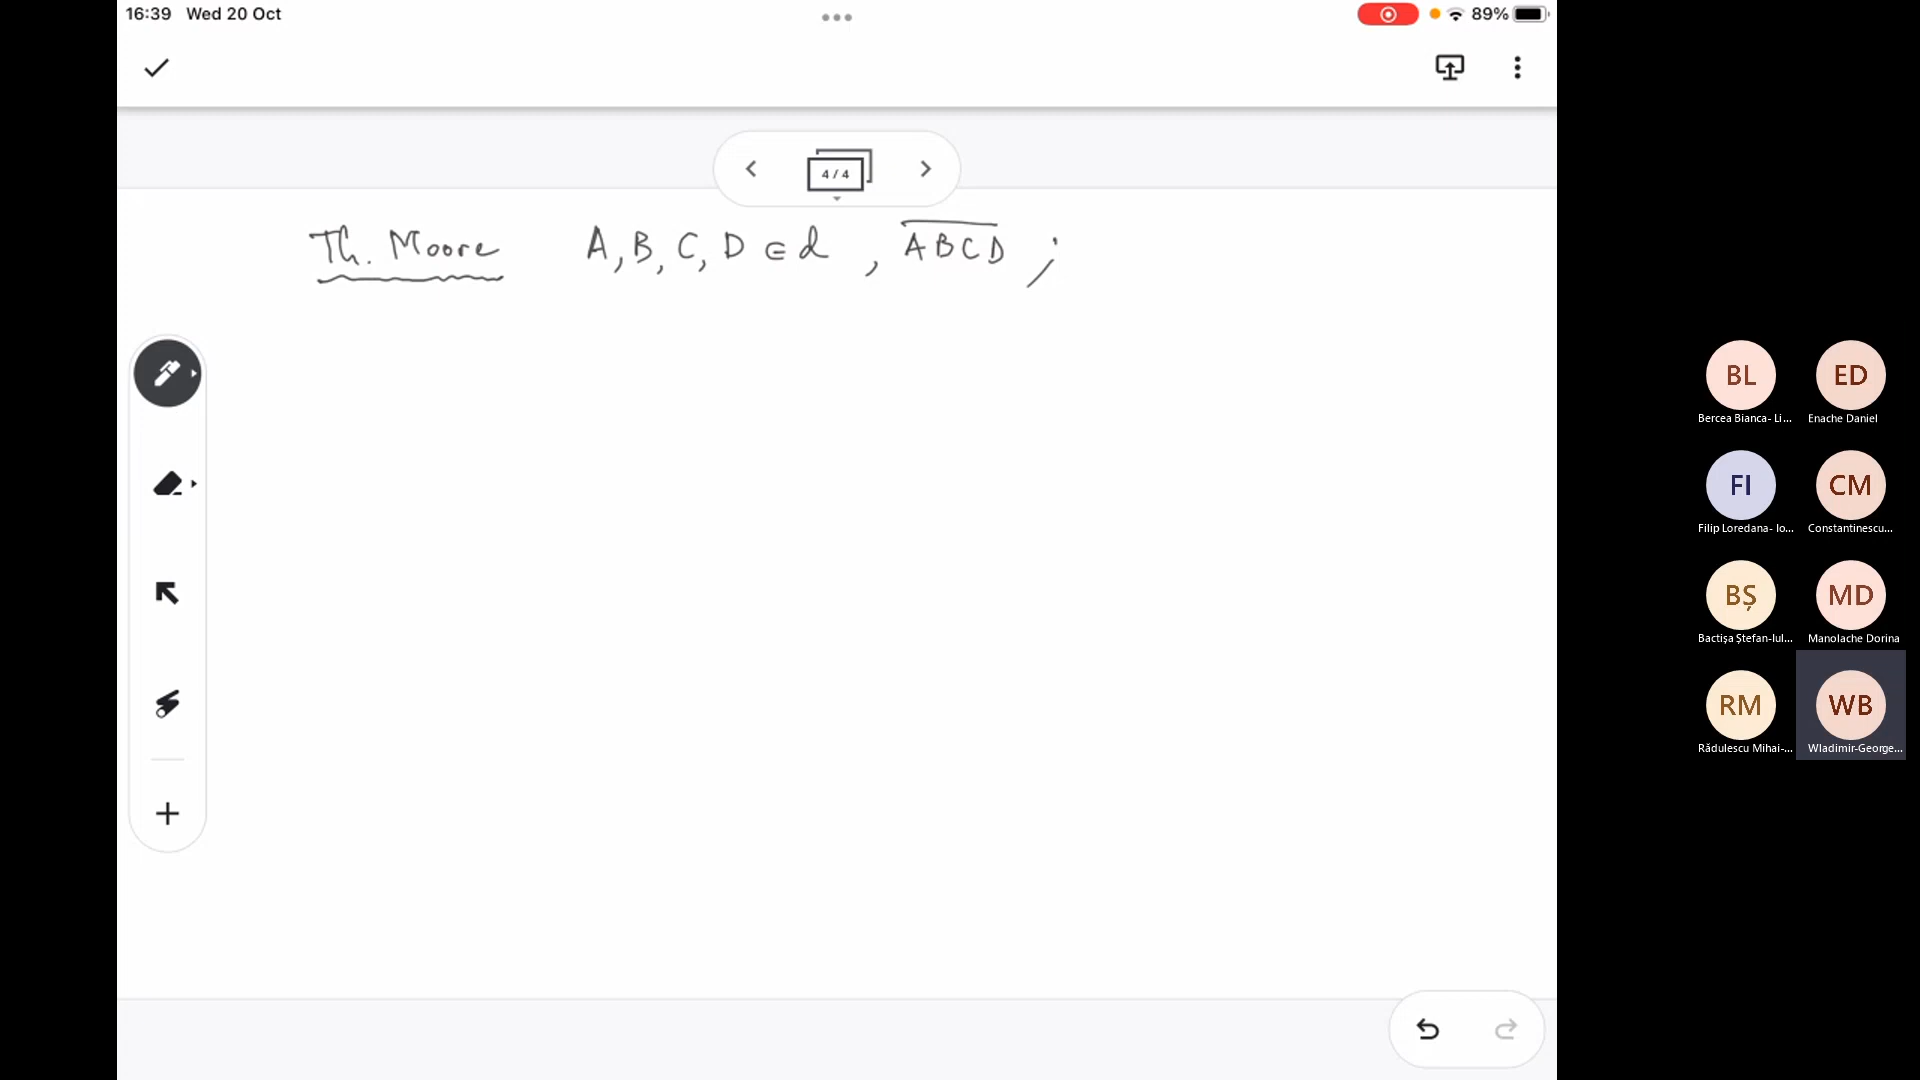 16:39 Wed 20 Oct
89%
4 / 4
Th. Moore A, B, C, D ∈ d , \overline{ABCD} ;
BL
ED
Bercea Bianca- Li...
Enache Daniel
FI
CM
Filip Loredana- Io...
Constantinescu...
BȘ
MD
Bactișa Ștefan-Iul...
Manolache Dorina
RM
WB
Rădulescu Mihai-...
Wladimir-George...